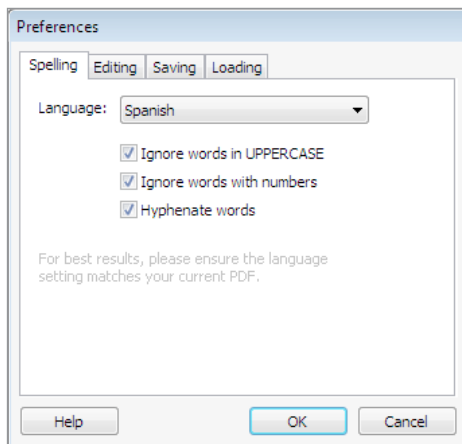 Preferences
Spelling Editing Saving Loading
Language: Spanish
Ignore words in UPPERCASE
Ignore words with numbers
Hyphenate words
For best results, please ensure the language
setting matches your current PDF.
Help OK Cancel